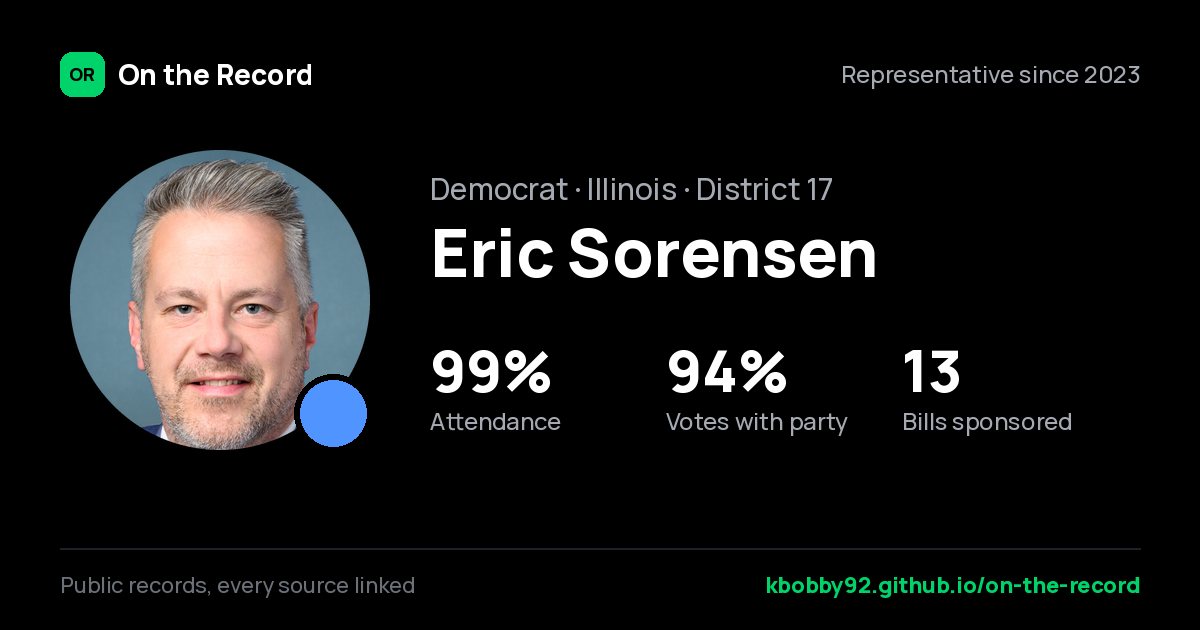 OR On the Record
Representative since 2023
Democrat · Illinois · District 17
Eric Sorensen
99% 94% 13
Attendance Votes with party Bills sponsored
Public records, every source linked
kbobby92.github.io/on-the-record